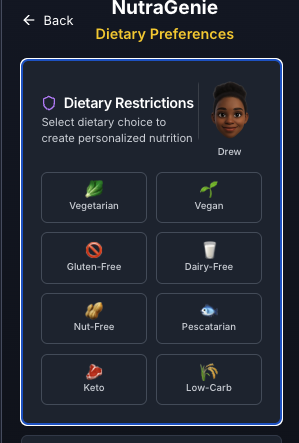 NutraGenie
Back
Dietary Preferences
Dietary Restrictions
Select dietary choice to
create personalized nutrition
Drew
Vegetarian
Vegan
Gluten-Free
Dairy-Free
Nut-Free
Pescatarian
Keto
Low-Carb